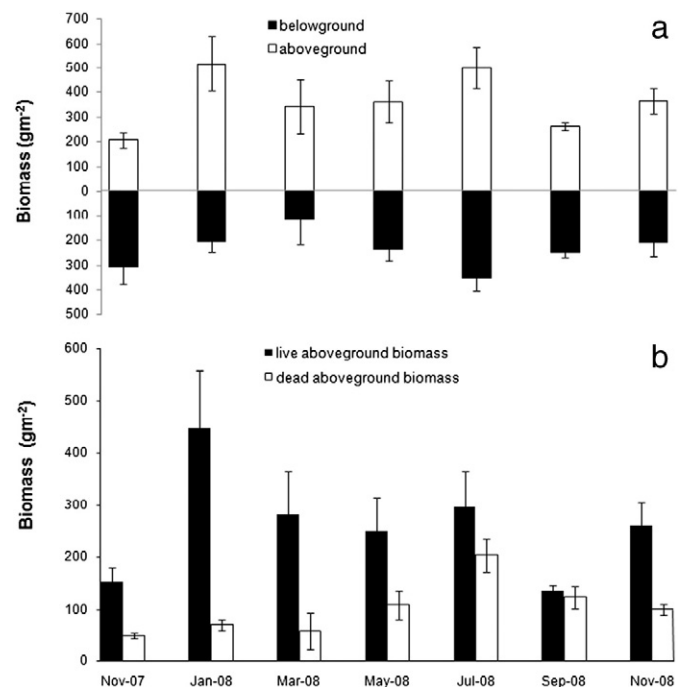 a
belowground
aboveground
Biomass (gm-2)
700
600
500
400
300
200
100
0
100
200
300
400
500
b
live aboveground biomass
dead aboveground biomass
Biomass (gm-2)
600
500
400
300
200
100
0
Nov-07 Jan-08 Mar-08 May-08 Jul-08 Sep-08 Nov-08